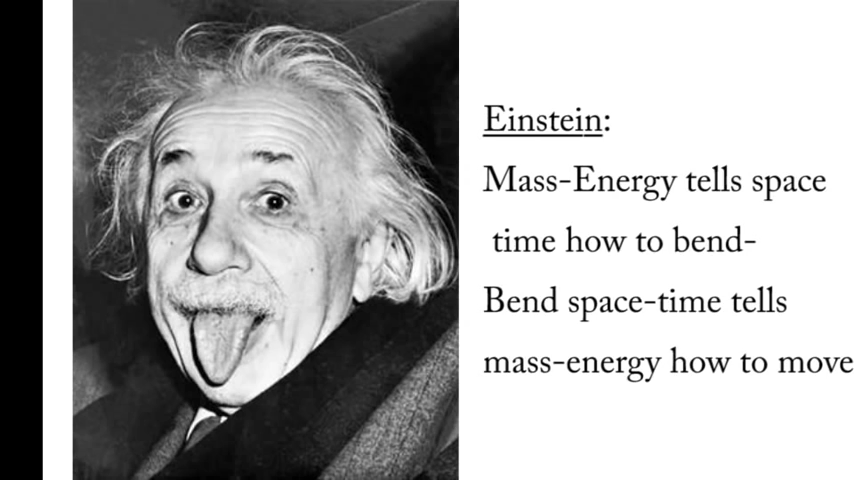 Einstein:
Mass-Energy tells space
time how to bend-
Bend space-time tells
mass-energy how to move